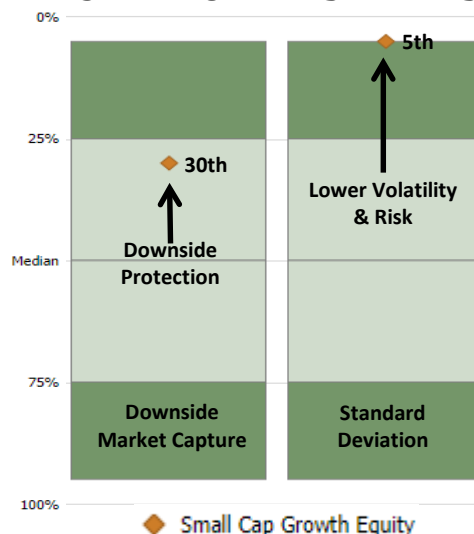 0%
5th
25%
30th
Lower Volatility
& Risk
Downside
Protection
Median
75%
Downside
Market Capture
Standard
Deviation
100%
Small Cap Growth Equity